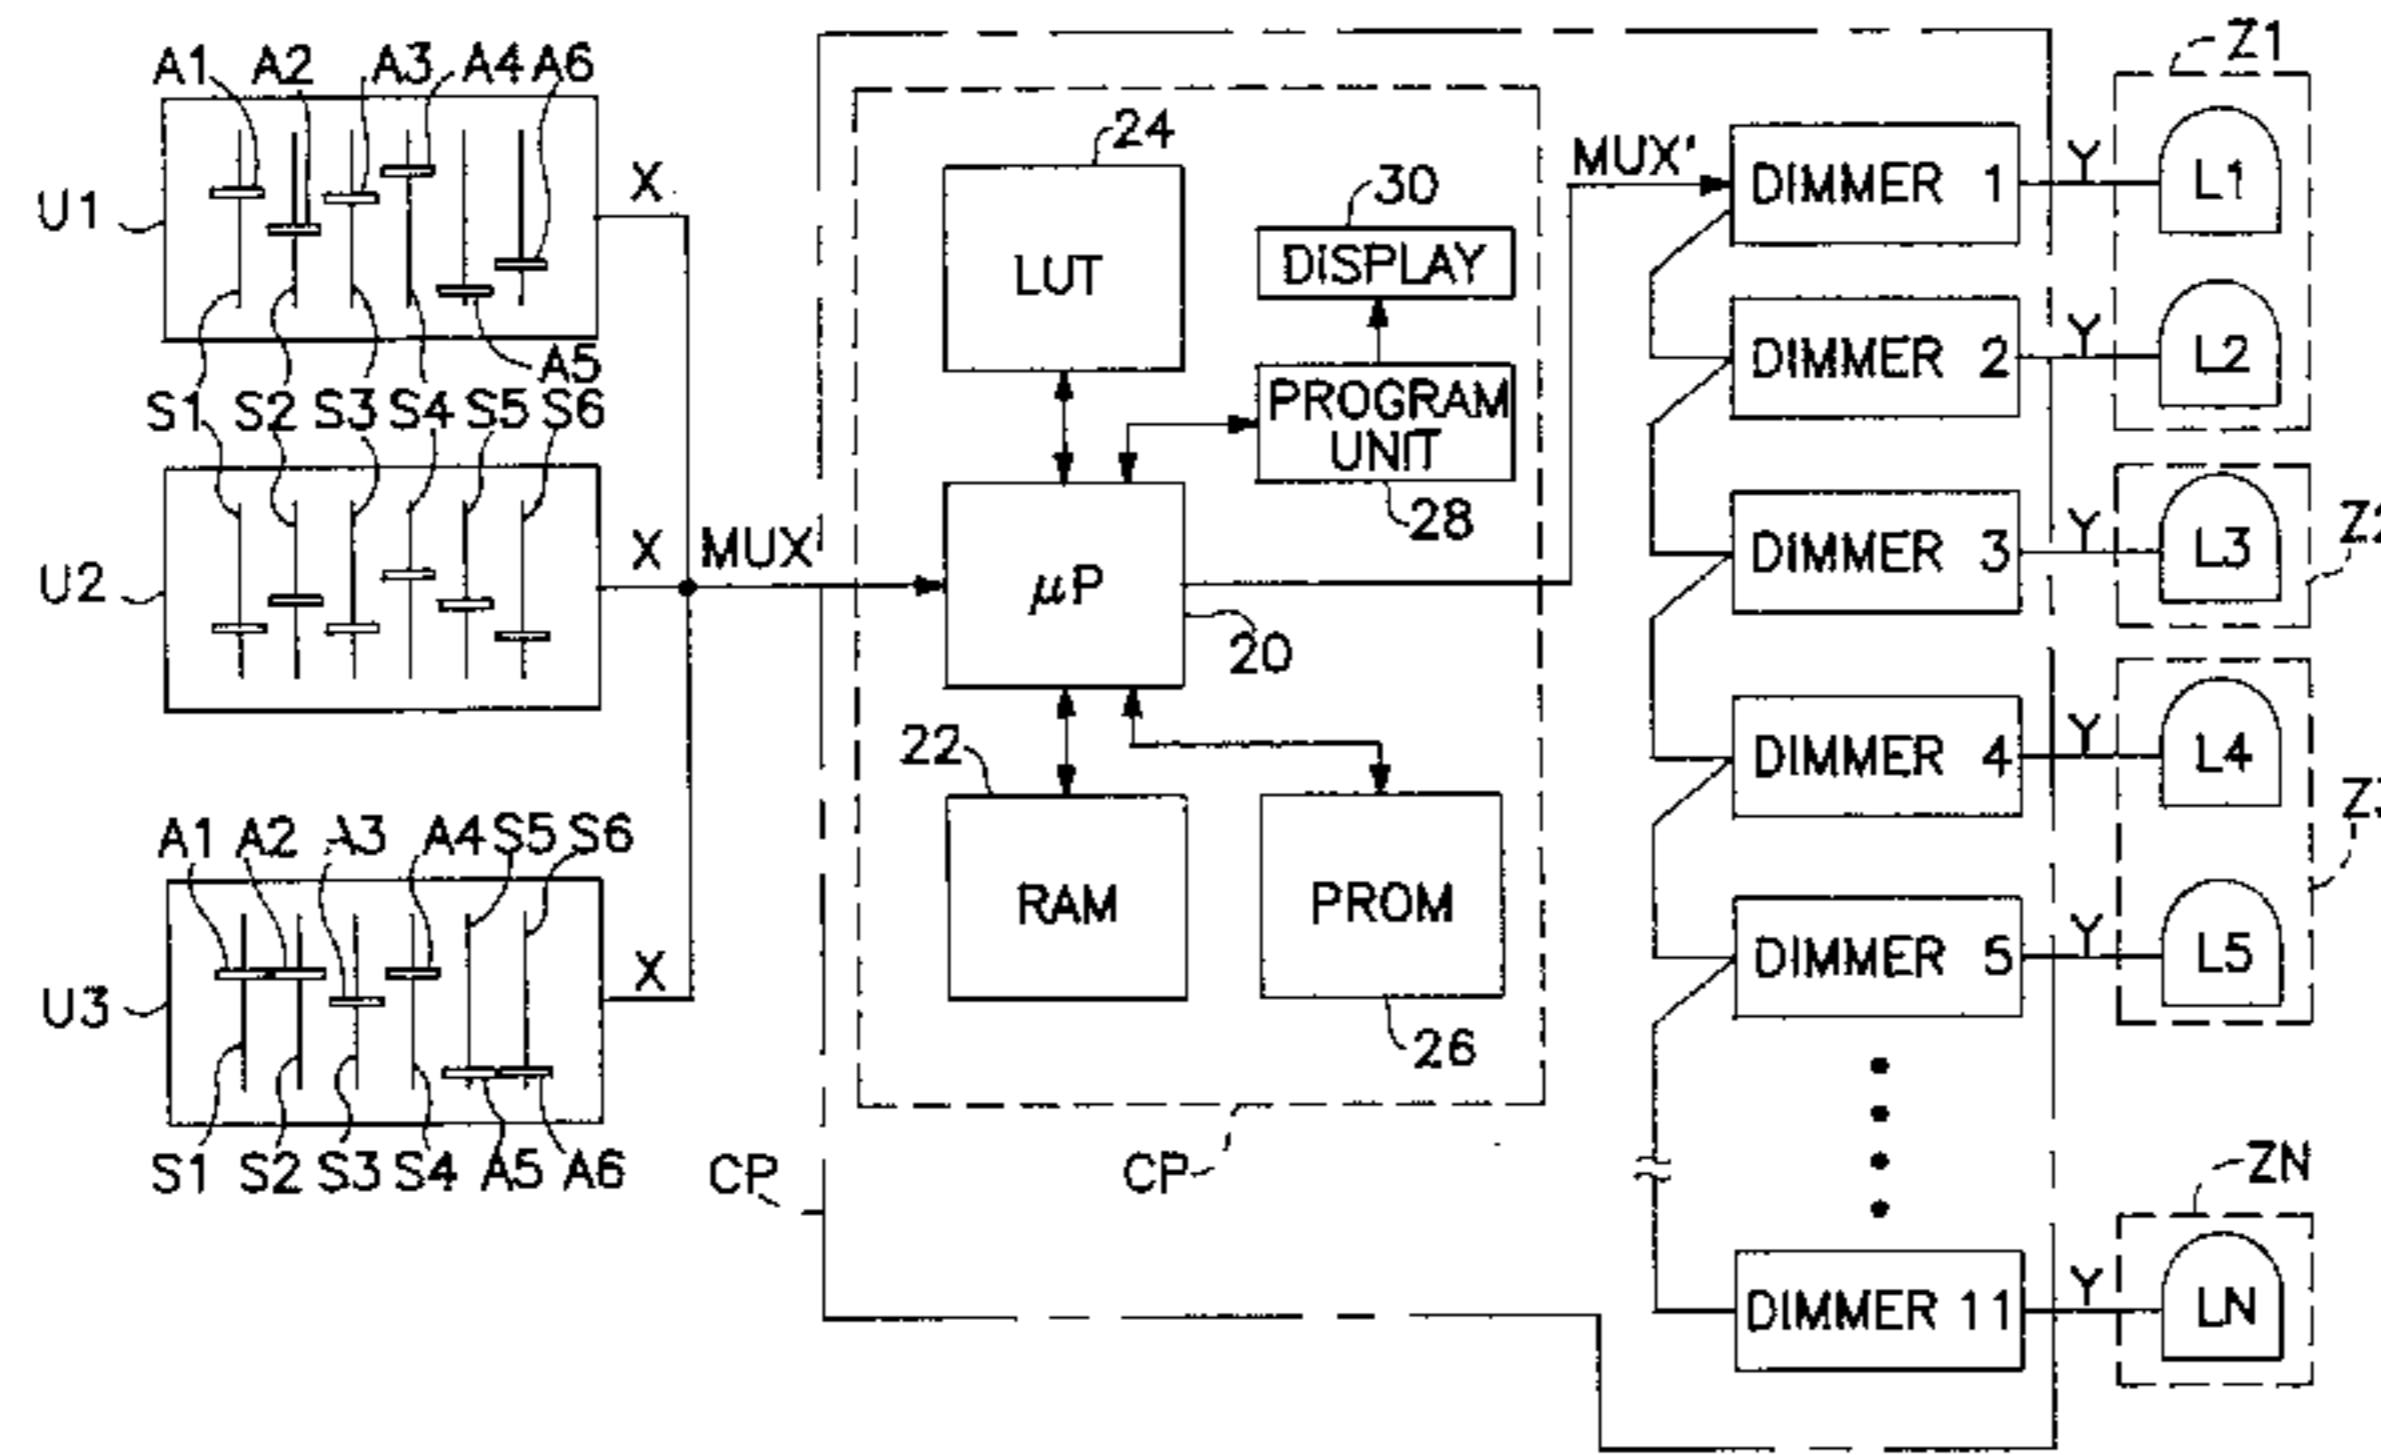 A1 A2 A3 A4 A6
U1
X
A5
S1 S2 S3 S4 S5 S6
U2
X
MUX
A1 A2 A3 A4 S5 S6
U3
X
S1 S2 S3 S4 A5 A6
CP
24
LUT
30
DISPLAY
PROGRAM
UNIT
28
μP
20
22
RAM
PROM
26
CP
MUX'
DIMMER 1
Y
L1
Z1
DIMMER 2
Y
L2
DIMMER 3
Y
L3
DIMMER 4
Y
L4
DIMMER 5
Y
L5
ZN
DIMMER 11
Y
LN